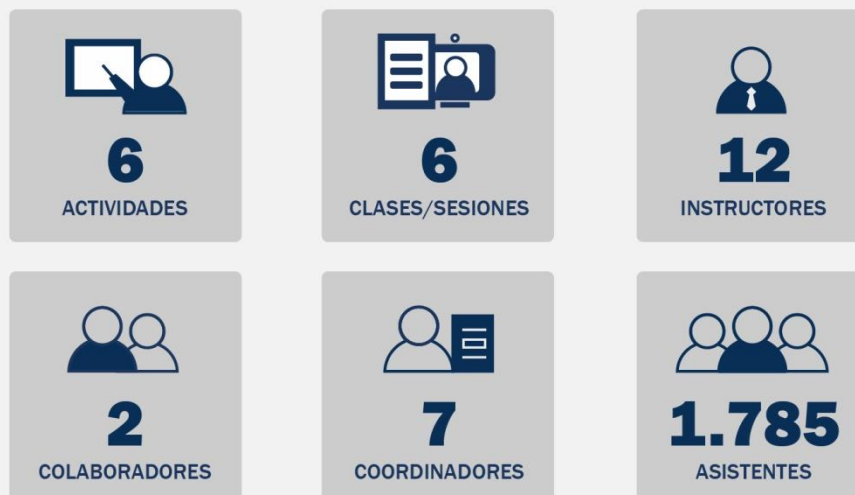 6
ACTIVIDADES
6
CLASES/SESIONES
12
INSTRUCTORES
2
COLABORADORES
7
COORDINADORES
1.785
ASISTENTES